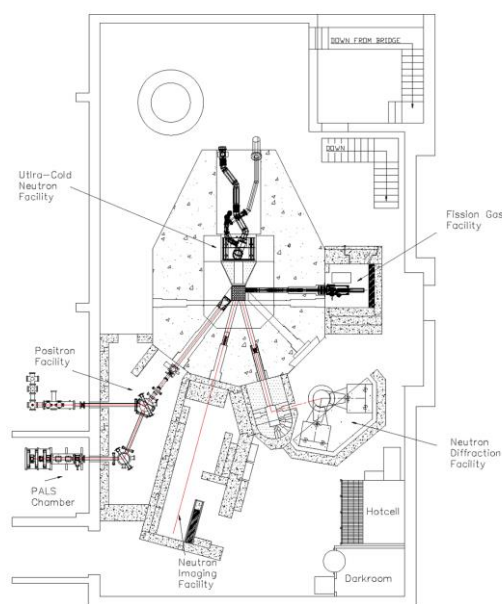 DOWN FROM BRIDGE
DOWN
Utlra-Cold
Neutron
Facility
Fission Gas
Facility
Positron
Facility
Neutron
Diffraction
Facility
PALS
Chamber
Hotcell
Neutron
Imaging
Facility
Darkroom